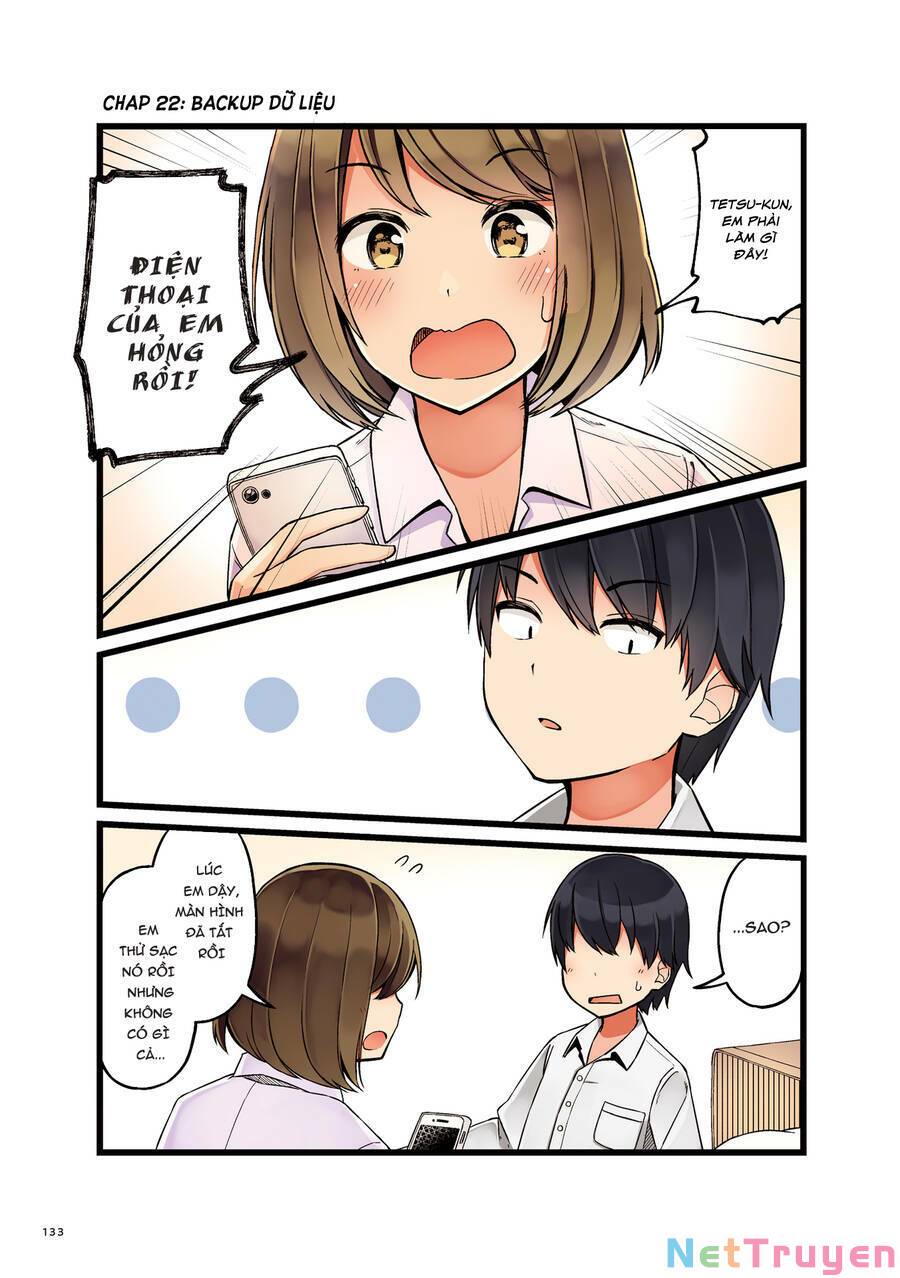 CHAP 22: BACKUP DỮ LIỆU
TETSU-KUN,
EM PHẢI
LÀM GÌ
ĐÂY!
ĐIỆN
THOẠI
CỦA EM
HỎNG
RỒI!
...SAO?
LÚC
EM DẬY,
MÀN HÌNH
ĐÃ TẮT
RỒI
EM
THỬ SẠC
NÓ RỒI
NHƯNG
KHÔNG
CÓ GÌ
CẢ...
133
NetTruyen